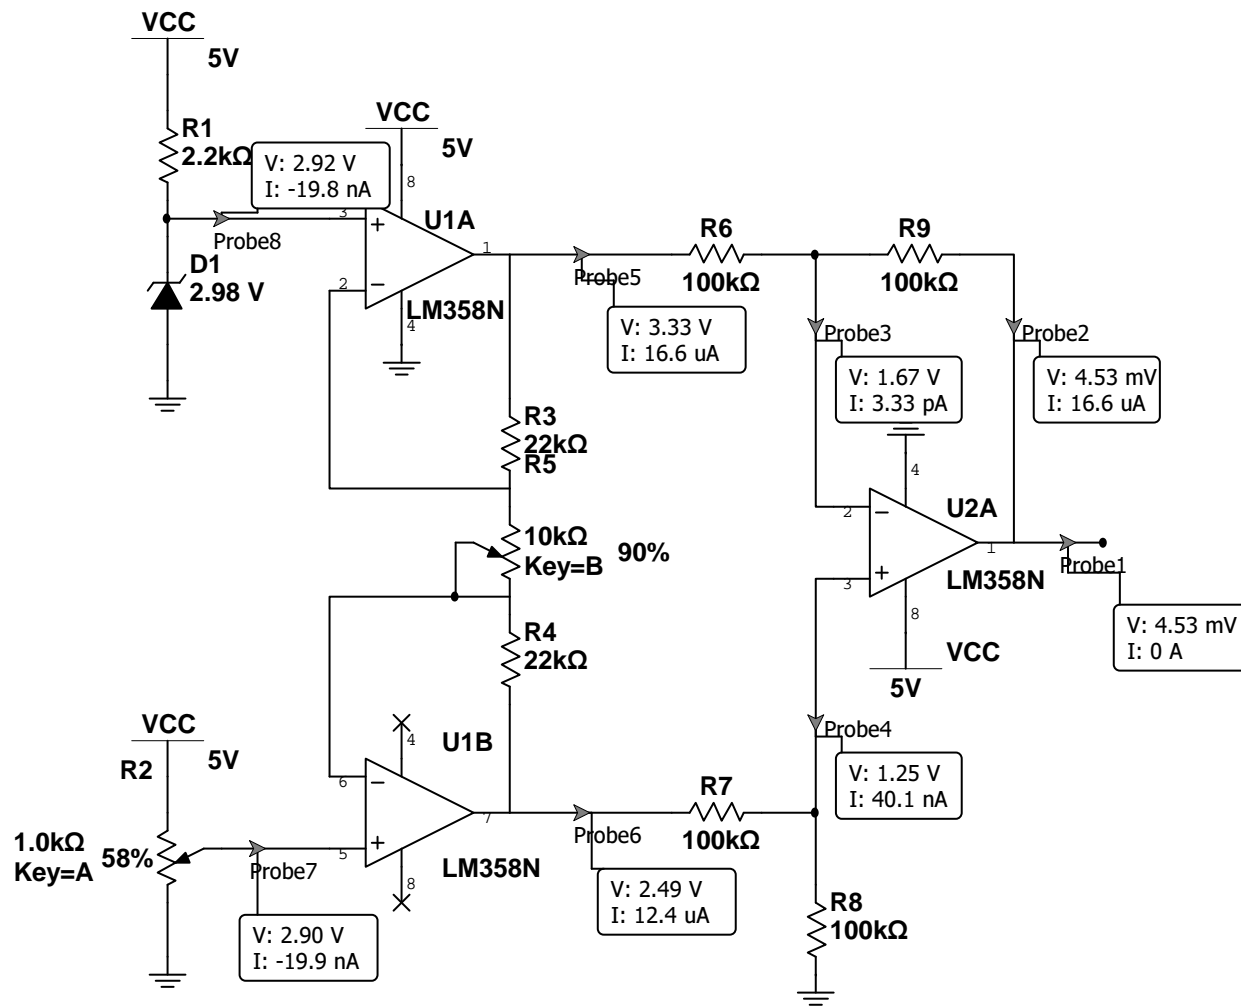 VCC
5V
R1
2.2kΩ
VCC
5V
V: 2.92 V
I: -19.8 nA
8
3
U1A
Probe8
1
D1
2.98 V
2
LM358N
4
R6
100kΩ
R9
100kΩ
Probe5
V: 3.33 V
I: 16.6 uA
Probe3
V: 1.67 V
I: 3.33 pA
Probe2
V: 4.53 mV
I: 16.6 uA
R3
22kΩ
R5
10kΩ
Key=B
90%
4
2
U2A
1
3
LM358N
8
VCC
5V
Probe1
V: 4.53 mV
I: 0 A
R4
22kΩ
VCC
5V
R2
1.0kΩ
Key=A
58%
4
U1B
6
7
5
LM358N
8
Probe7
V: 2.90 V
I: -19.9 nA
Probe6
V: 2.49 V
I: 12.4 uA
R7
100kΩ
Probe4
V: 1.25 V
I: 40.1 nA
R8
100kΩ